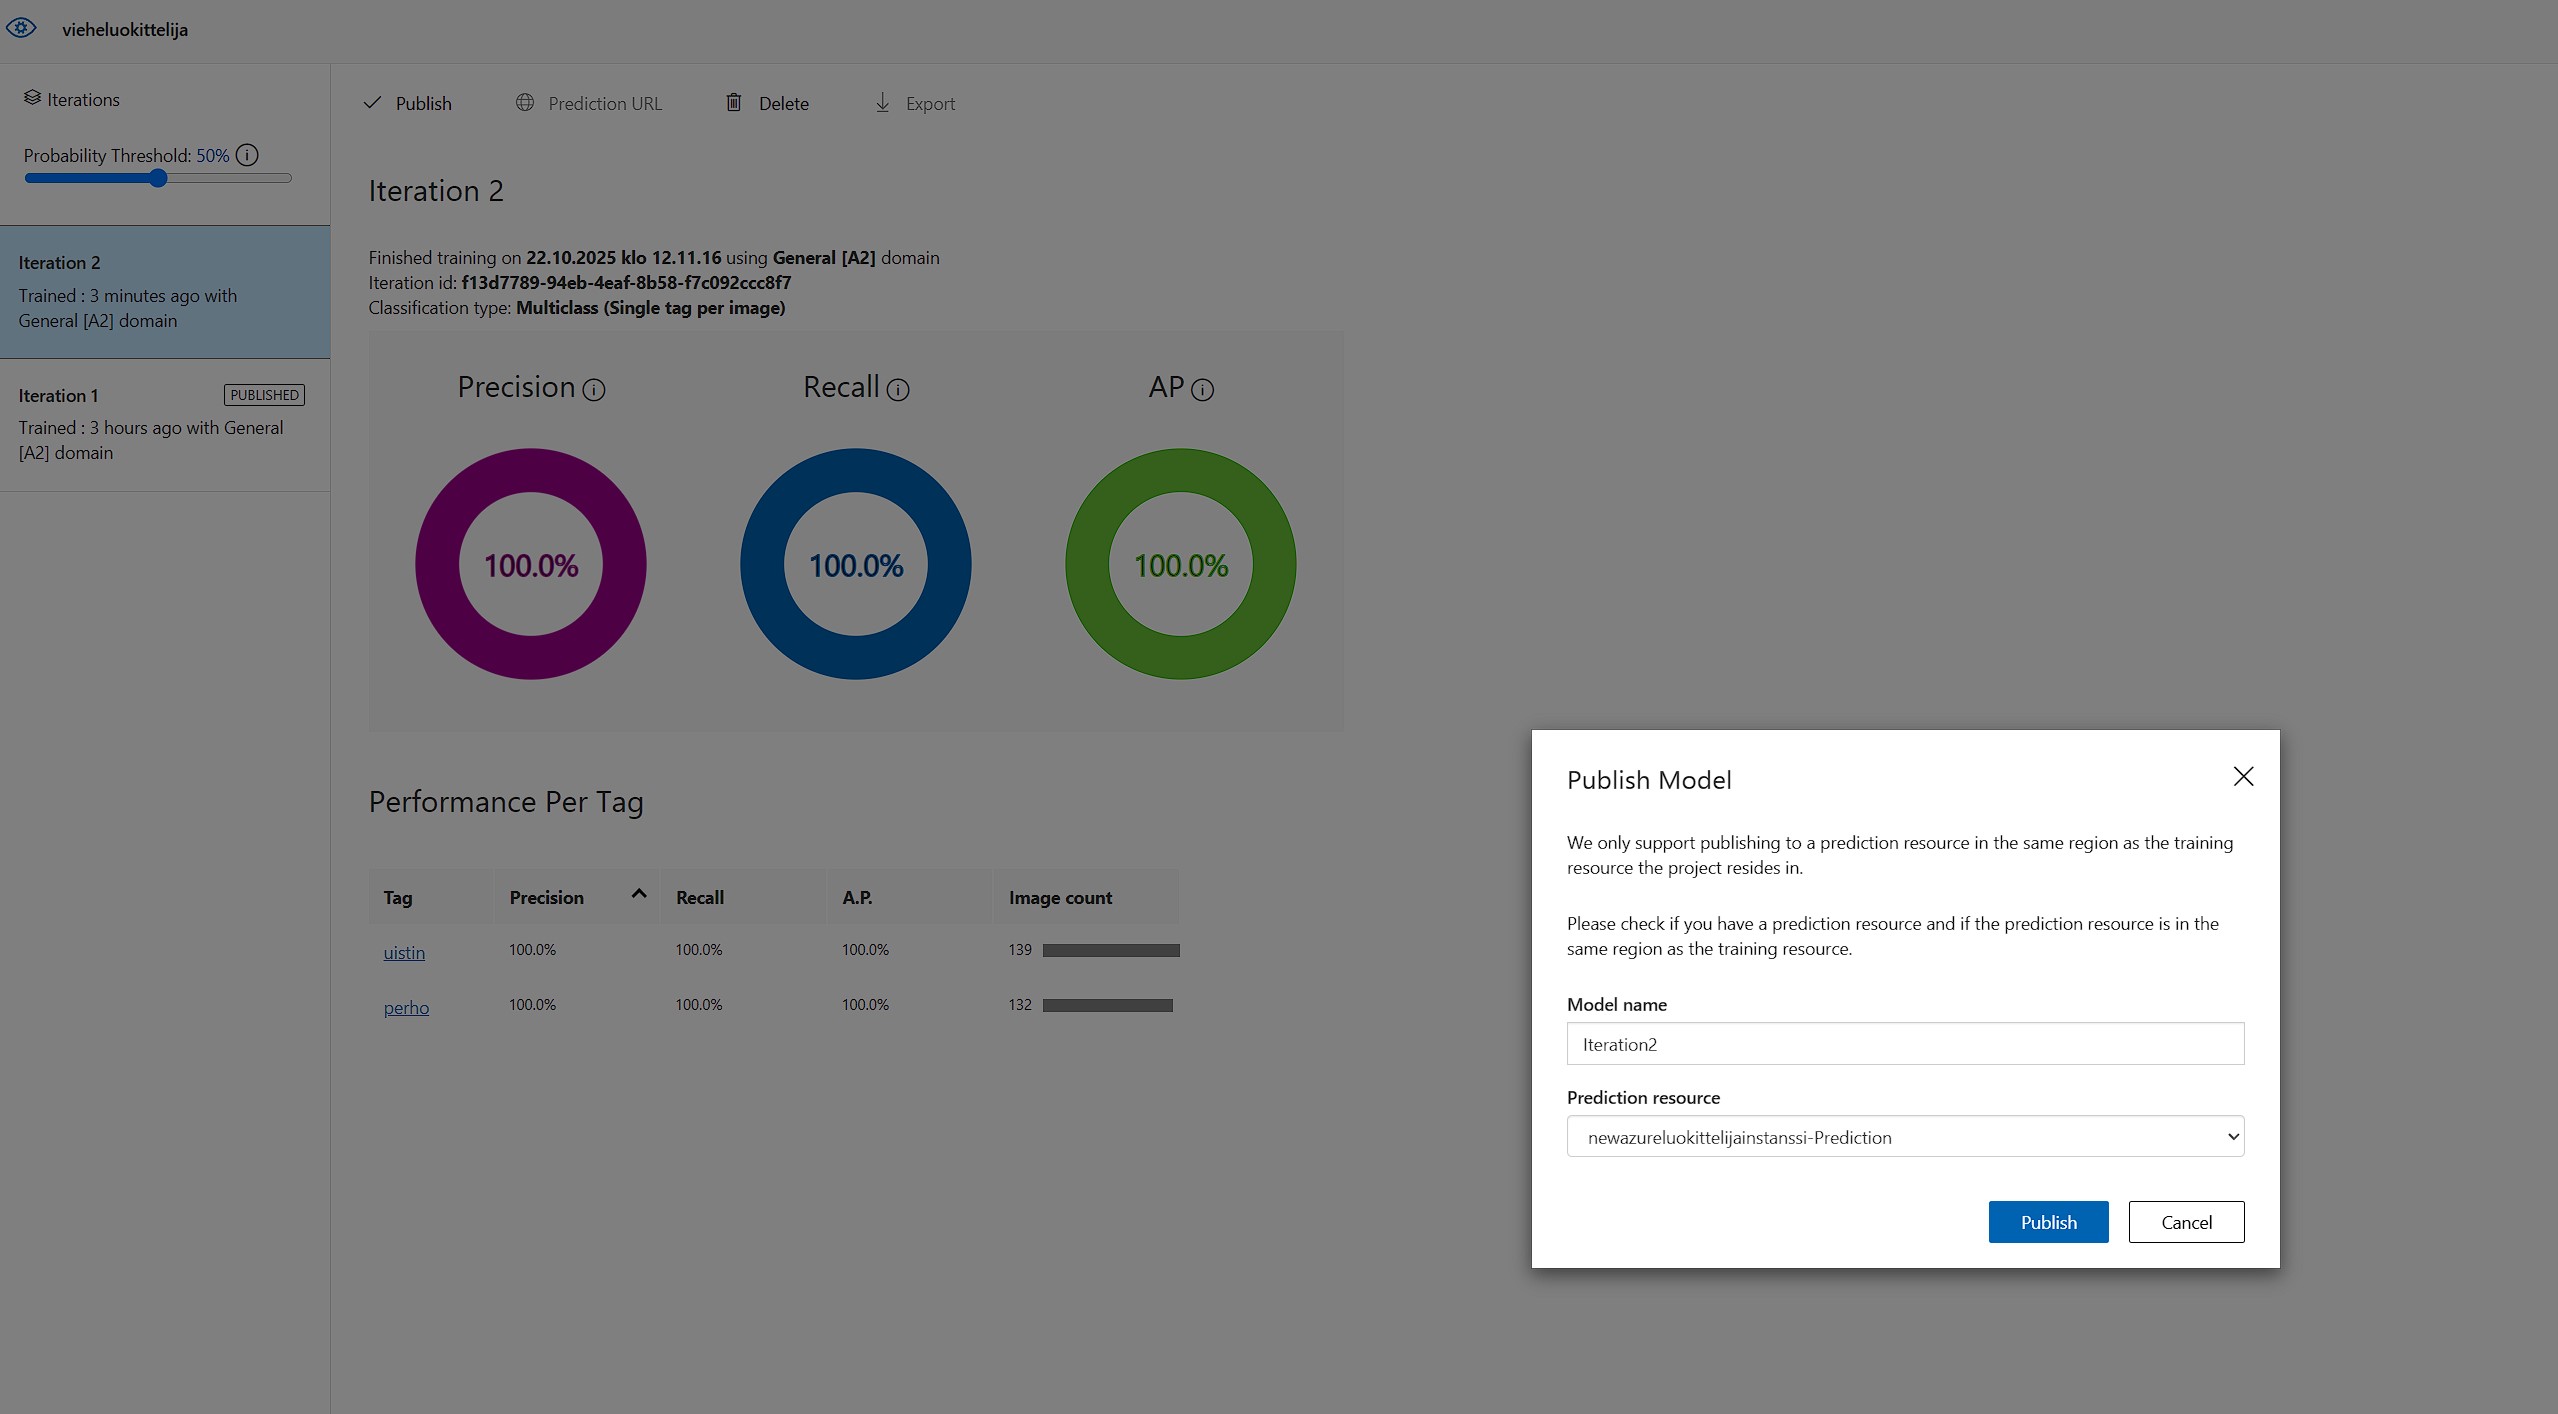 vieheluokittelija
Iterations
Probability Threshold: 50%
Iteration 2
Trained : 3 minutes ago with
General [A2] domain
Iteration 1
PUBLISHED
Trained : 3 hours ago with General
[A2] domain
Publish
Prediction URL
Delete
Export
Iteration 2
Finished training on 22.10.2025 klo 12.11.16 using General [A2] domain
Iteration id: f13d7789-94eb-4eaf-8b58-f7c092ccc8f7
Classification type: Multiclass (Single tag per image)
Precision
Recall
AP
100.0%
100.0%
100.0%
Performance Per Tag
Tag Precision Recall A.P. Image count
uistin 100.0% 100.0% 100.0% 139
perho 100.0% 100.0% 100.0% 132
Publish Model
We only support publishing to a prediction resource in the same region as the training
resource the project resides in.
Please check if you have a prediction resource and if the prediction resource is in the
same region as the training resource.
Model name
Iteration2
Prediction resource
newazureluokittelijainstanssi-Prediction
Publish
Cancel